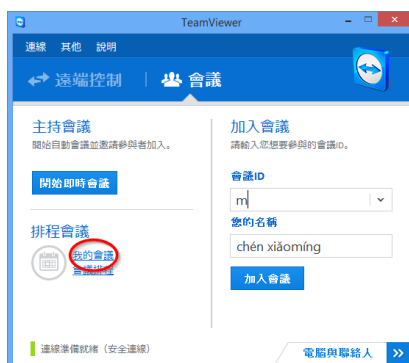 TeamViewer
連線 其他 說明
遠端控制
會議
主持會議
開始自動會議並邀請參與者加入。
開始即時會議
排程會議
我的會議
會議排程
加入會議
請輸入您想要參與的會議ID。
會議ID
m
您的名稱
chén xiǎomíng
加入會議
連線準備就緒（安全連線）
電腦與聯絡人